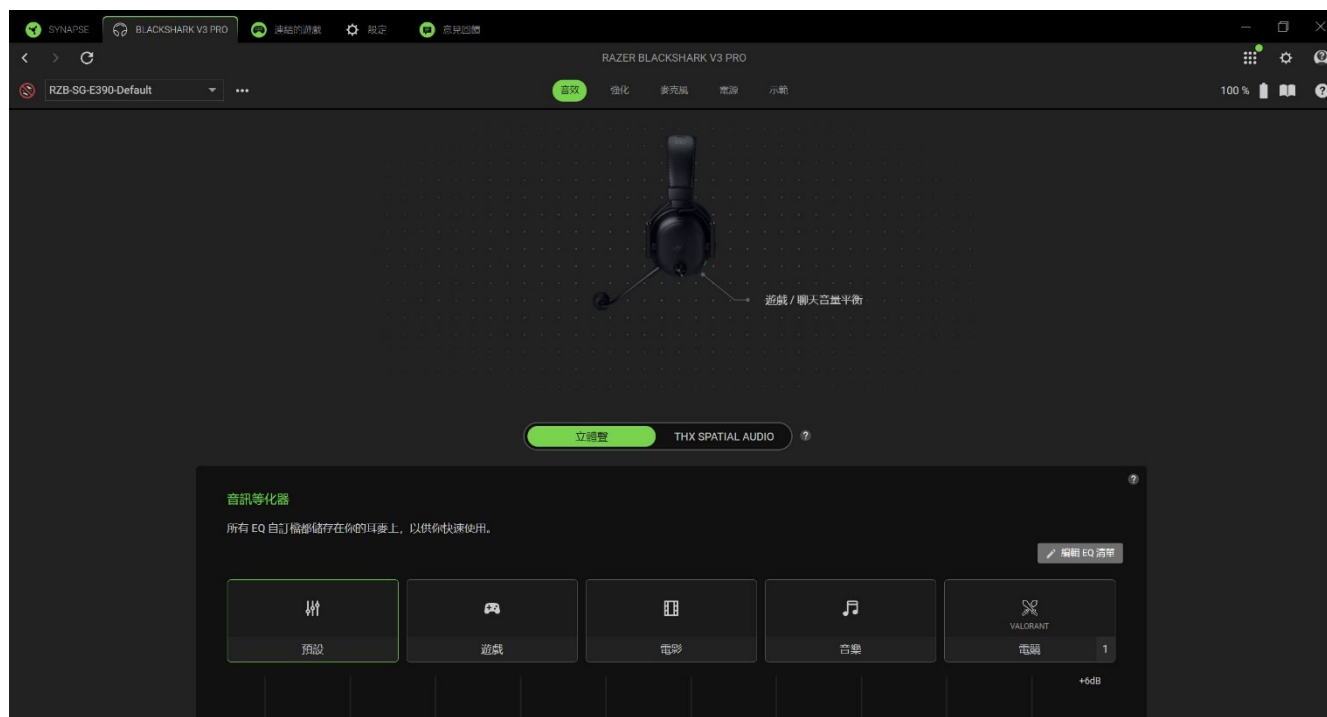 SYNAPSE BLACKSHARK V3 PRO 連結的遊戲 設定 意見回饋
RAZER BLACKSHARK V3 PRO
RZB-SG-E390-Default 音效 強化 麥克風 電源 示範 100 %
遊戲 / 聊天音量平衡
立體聲 THX SPATIAL AUDIO ?
?
音訊等化器
所有 EQ 自訂檔都儲存在你的耳麥上，以供你快速使用。
編輯 EQ 清單
VALORANT
預設 遊戲 電影 音樂 電競 1
+6dB